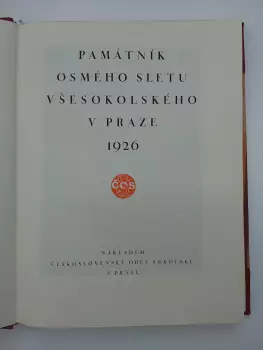 PAMÁTNÍK
OSMÉHO SLETU
VŠESOKOLSKÉHO
V PRAZE
1926
ČOS
NÁKLADEM
ČESKOSLOVENSKÉ OBCE SOKOLSKÉ
V PRAZE